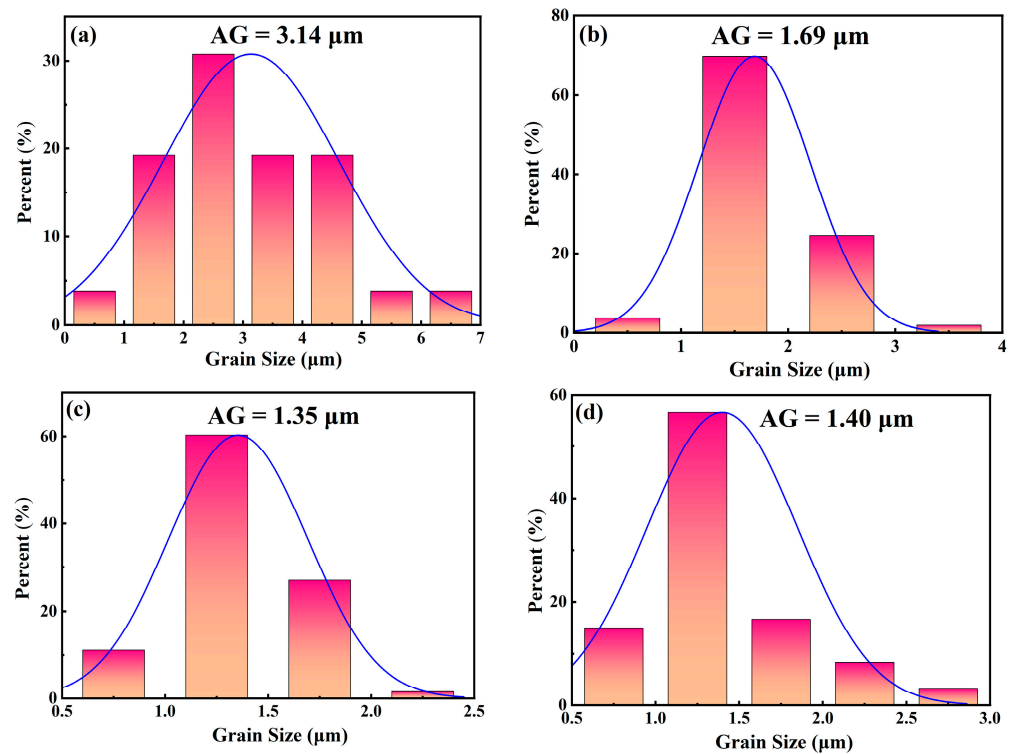 (a)
AG = 3.14 μm
Percent (%)
30
20
10
0
0 1 2 3 4 5 6 7
Grain Size (μm)
(b)
AG = 1.69 μm
Percent (%)
80
60
40
20
0
0 1 2 3 4
Grain Size (μm)
(c)
AG = 1.35 μm
Percent (%)
60
40
20
0
0.5 1.0 1.5 2.0 2.5
Grain Size (μm)
(d)
AG = 1.40 μm
Percent (%)
60
40
20
0
0.5 1.0 1.5 2.0 2.5 3.0
Grain Size (μm)